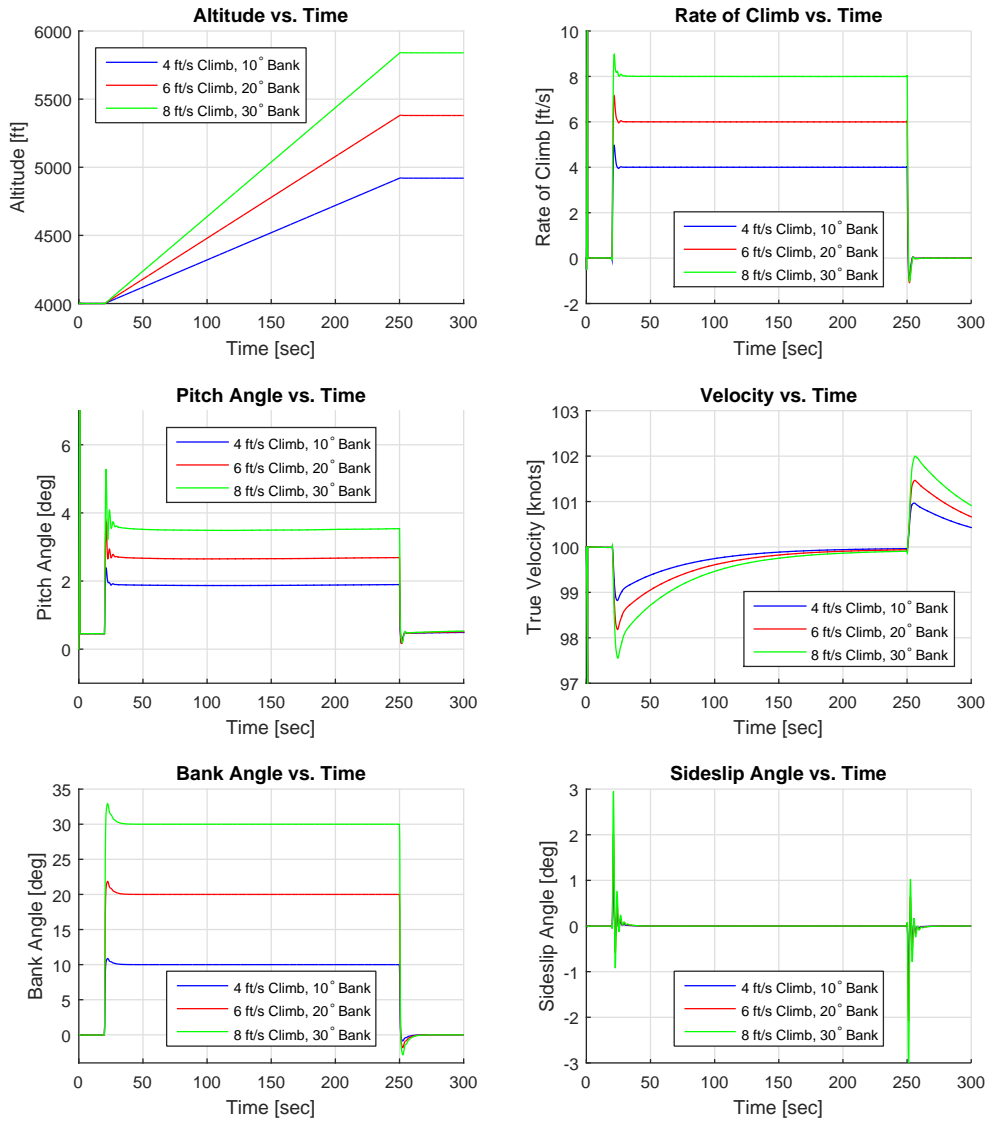 Altitude vs. Time
6000
5500
5000
4500
4000
Altitude [ft]
4 ft/s Climb, 10° Bank
6 ft/s Climb, 20° Bank
8 ft/s Climb, 30° Bank
0 50 100 150 200 250 300
Time [sec]
Rate of Climb vs. Time
10
8
6
4
2
0
-2
Rate of Climb [ft/s]
4 ft/s Climb, 10° Bank
6 ft/s Climb, 20° Bank
8 ft/s Climb, 30° Bank
0 50 100 150 200 250 300
Time [sec]
Pitch Angle vs. Time
6
4
2
0
Pitch Angle [deg]
4 ft/s Climb, 10° Bank
6 ft/s Climb, 20° Bank
8 ft/s Climb, 30° Bank
0 50 100 150 200 250 300
Time [sec]
Velocity vs. Time
103
102
101
100
99
98
97
True Velocity [knots]
4 ft/s Climb, 10° Bank
6 ft/s Climb, 20° Bank
8 ft/s Climb, 30° Bank
0 50 100 150 200 250 300
Time [sec]
Bank Angle vs. Time
35
30
25
20
15
10
5
0
Bank Angle [deg]
4 ft/s Climb, 10° Bank
6 ft/s Climb, 20° Bank
8 ft/s Climb, 30° Bank
0 50 100 150 200 250 300
Time [sec]
Sideslip Angle vs. Time
3
2
1
0
-1
-2
-3
Sideslip Angle [deg]
4 ft/s Climb, 10° Bank
6 ft/s Climb, 20° Bank
8 ft/s Climb, 30° Bank
0 50 100 150 200 250 300
Time [sec]